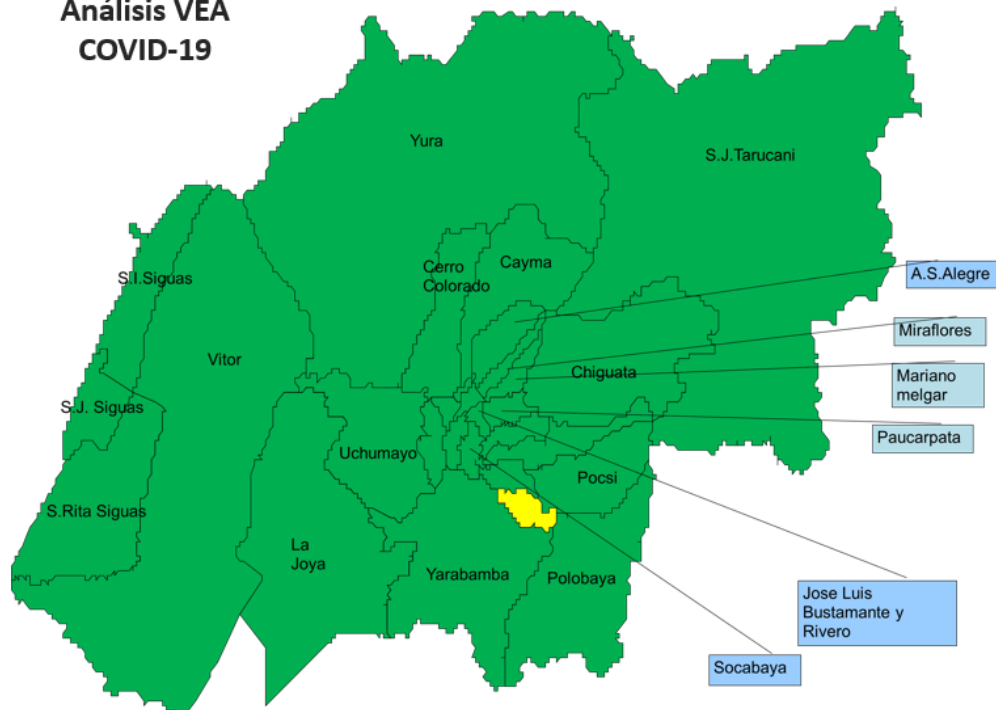 Análisis VEA
COVID-19
Yura
S.J.Tarucani
Cayma
Cerro
Colorado
A.S.Alegre
S.I.Siguas
Miraflores
Vitor
Chiguata
Mariano
melgar
S.J. Siguas
Paucarpata
Uchumayo
Pocsi
S.Rita Siguas
La
Joya
Yarabamba
Polobaya
Jose Luis
Bustamante y
Rivero
Socabaya